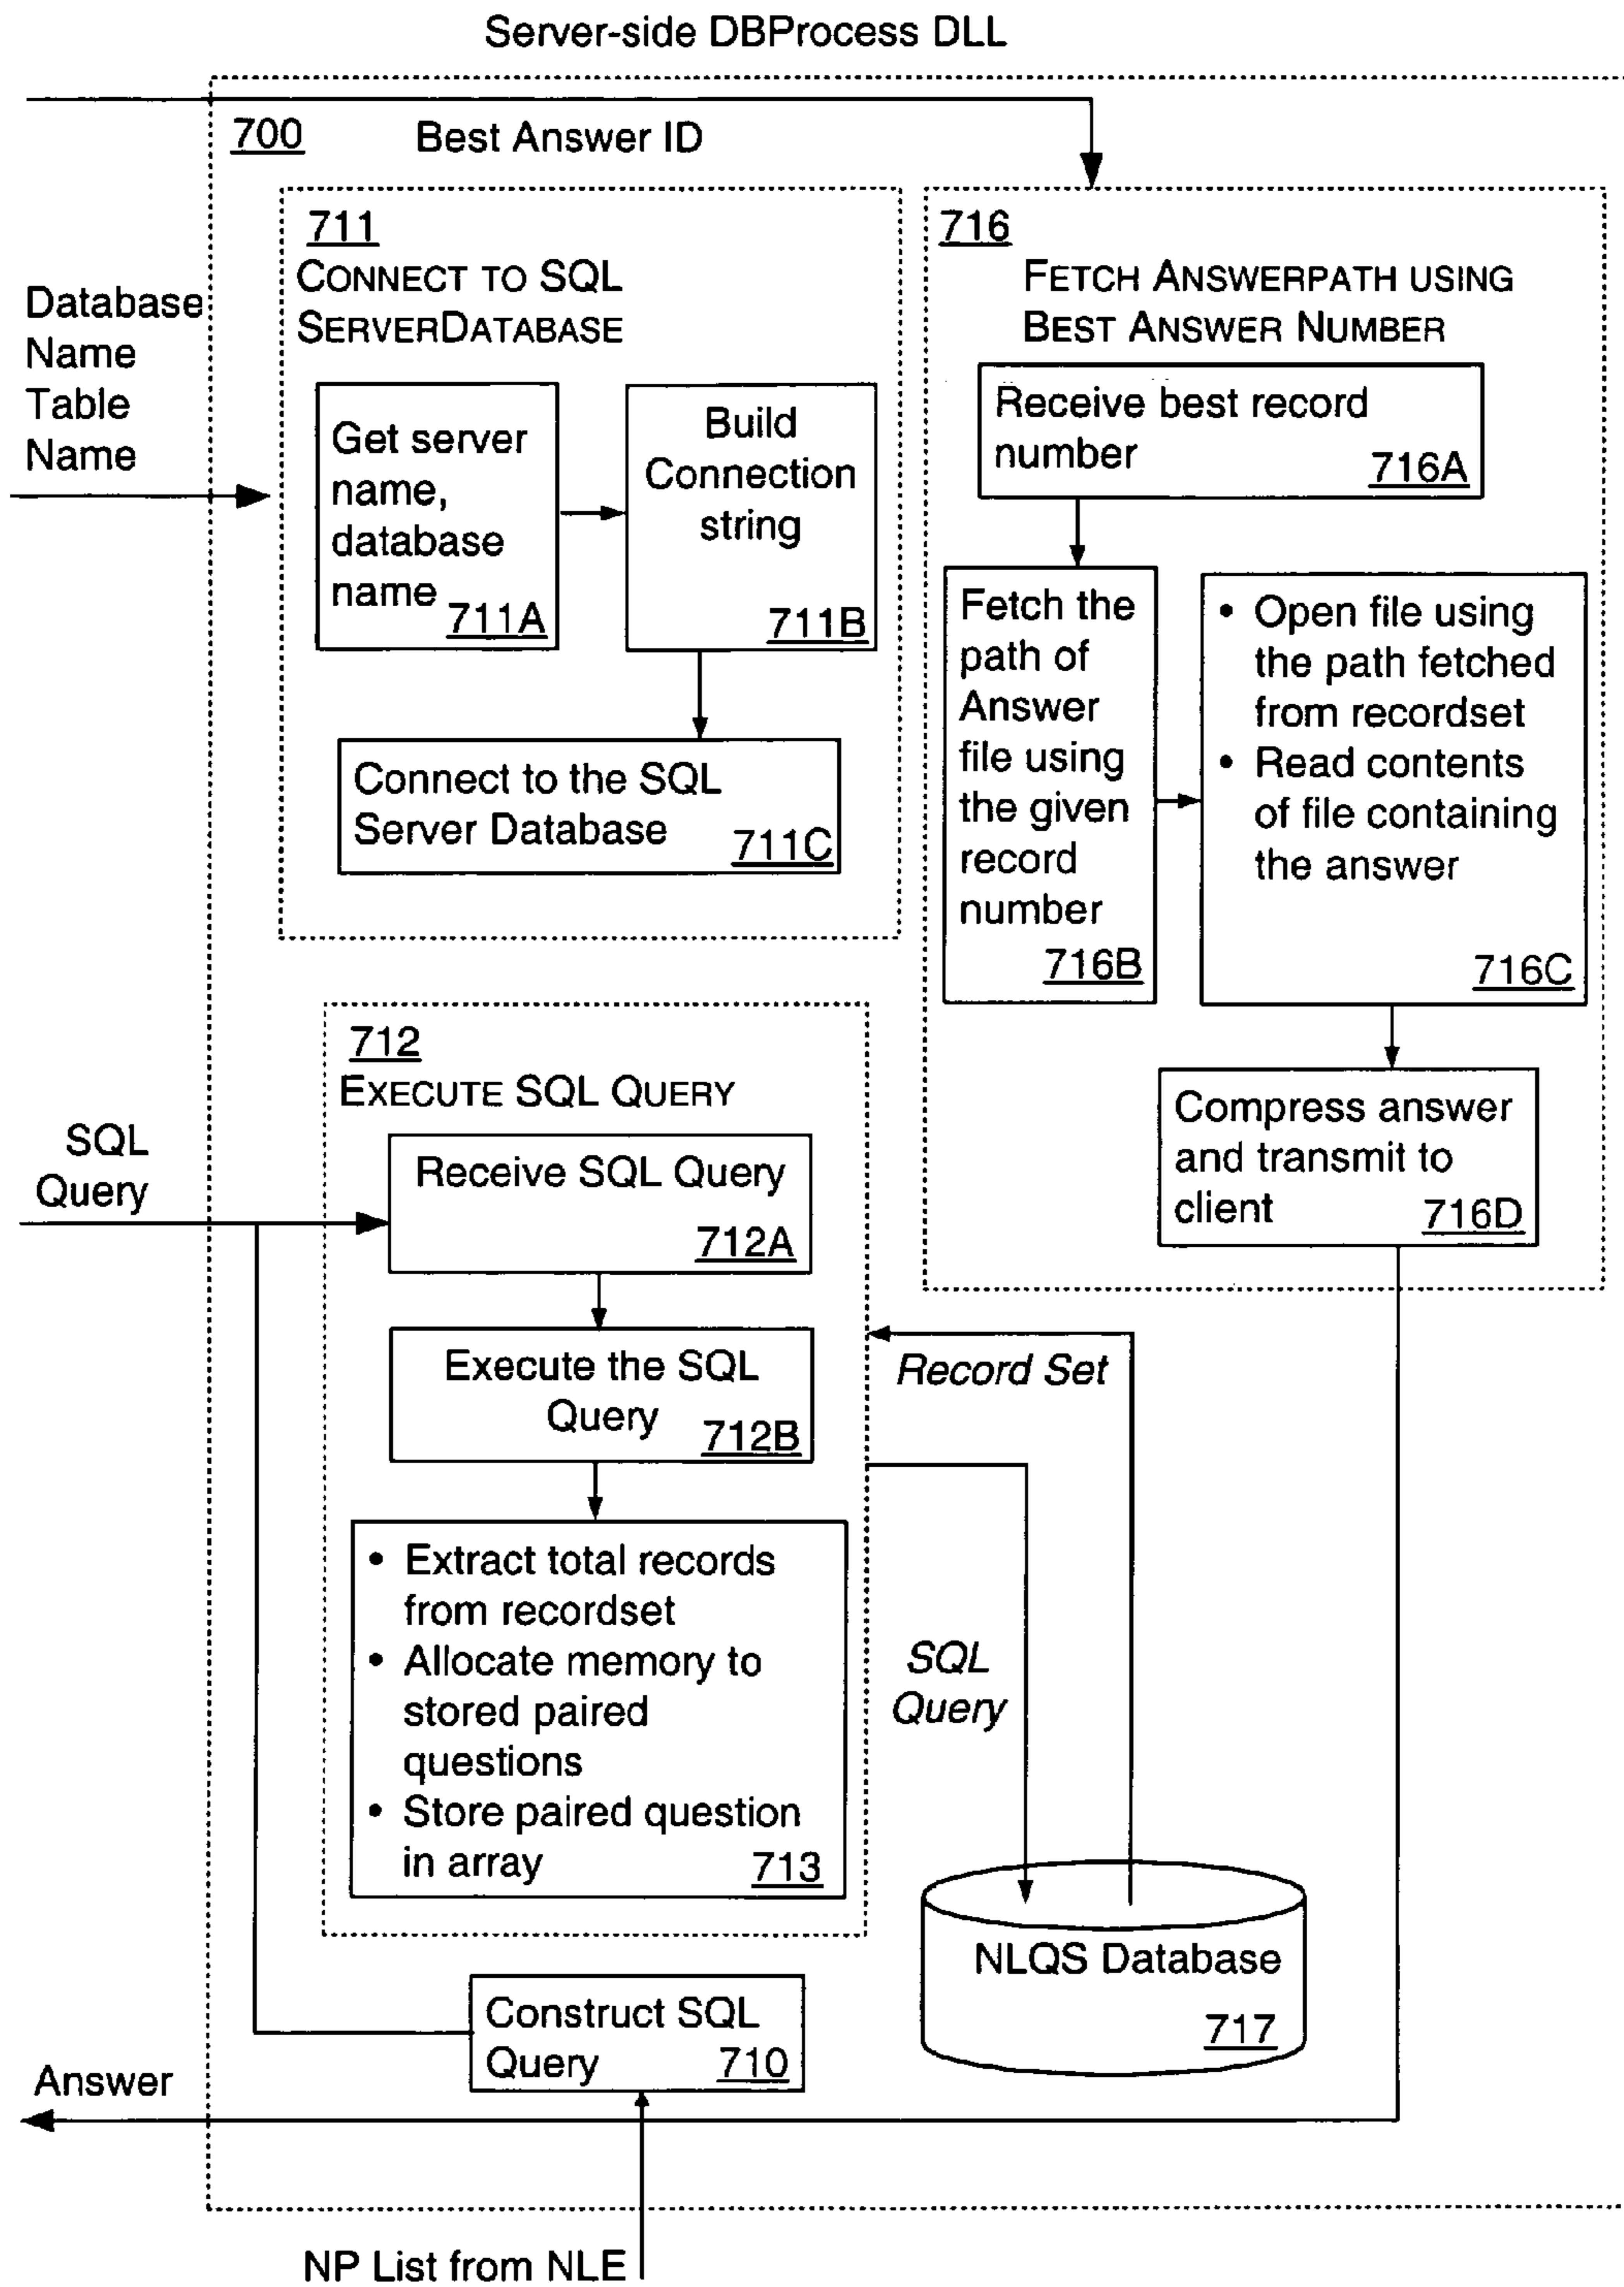 Server-side DBProcess DLL
700
Best Answer ID
Database
Name
Table
Name
711
CONNECT TO SQL
SERVERDATABASE
Get server
name,
database
name
711A
Build
Connection
string
711B
Connect to the SQL
Server Database
711C
716
FETCH ANSWERPATH USING
BEST ANSWER NUMBER
Receive best record
number
716A
Fetch the
path of
Answer
file using
the given
record
number
716B
• Open file using
the path fetched
from recordset
• Read contents
of file containing
the answer
716C
Compress answer
and transmit to
client
716D
SQL
Query
712
EXECUTE SQL QUERY
Receive SQL Query
712A
Execute the SQL
Query
712B
• Extract total records
from recordset
• Allocate memory to
stored paired
questions
• Store paired question
in array
713
Record Set
SQL
Query
NLQS Database
717
Construct SQL
Query
710
Answer
NP List from NLE